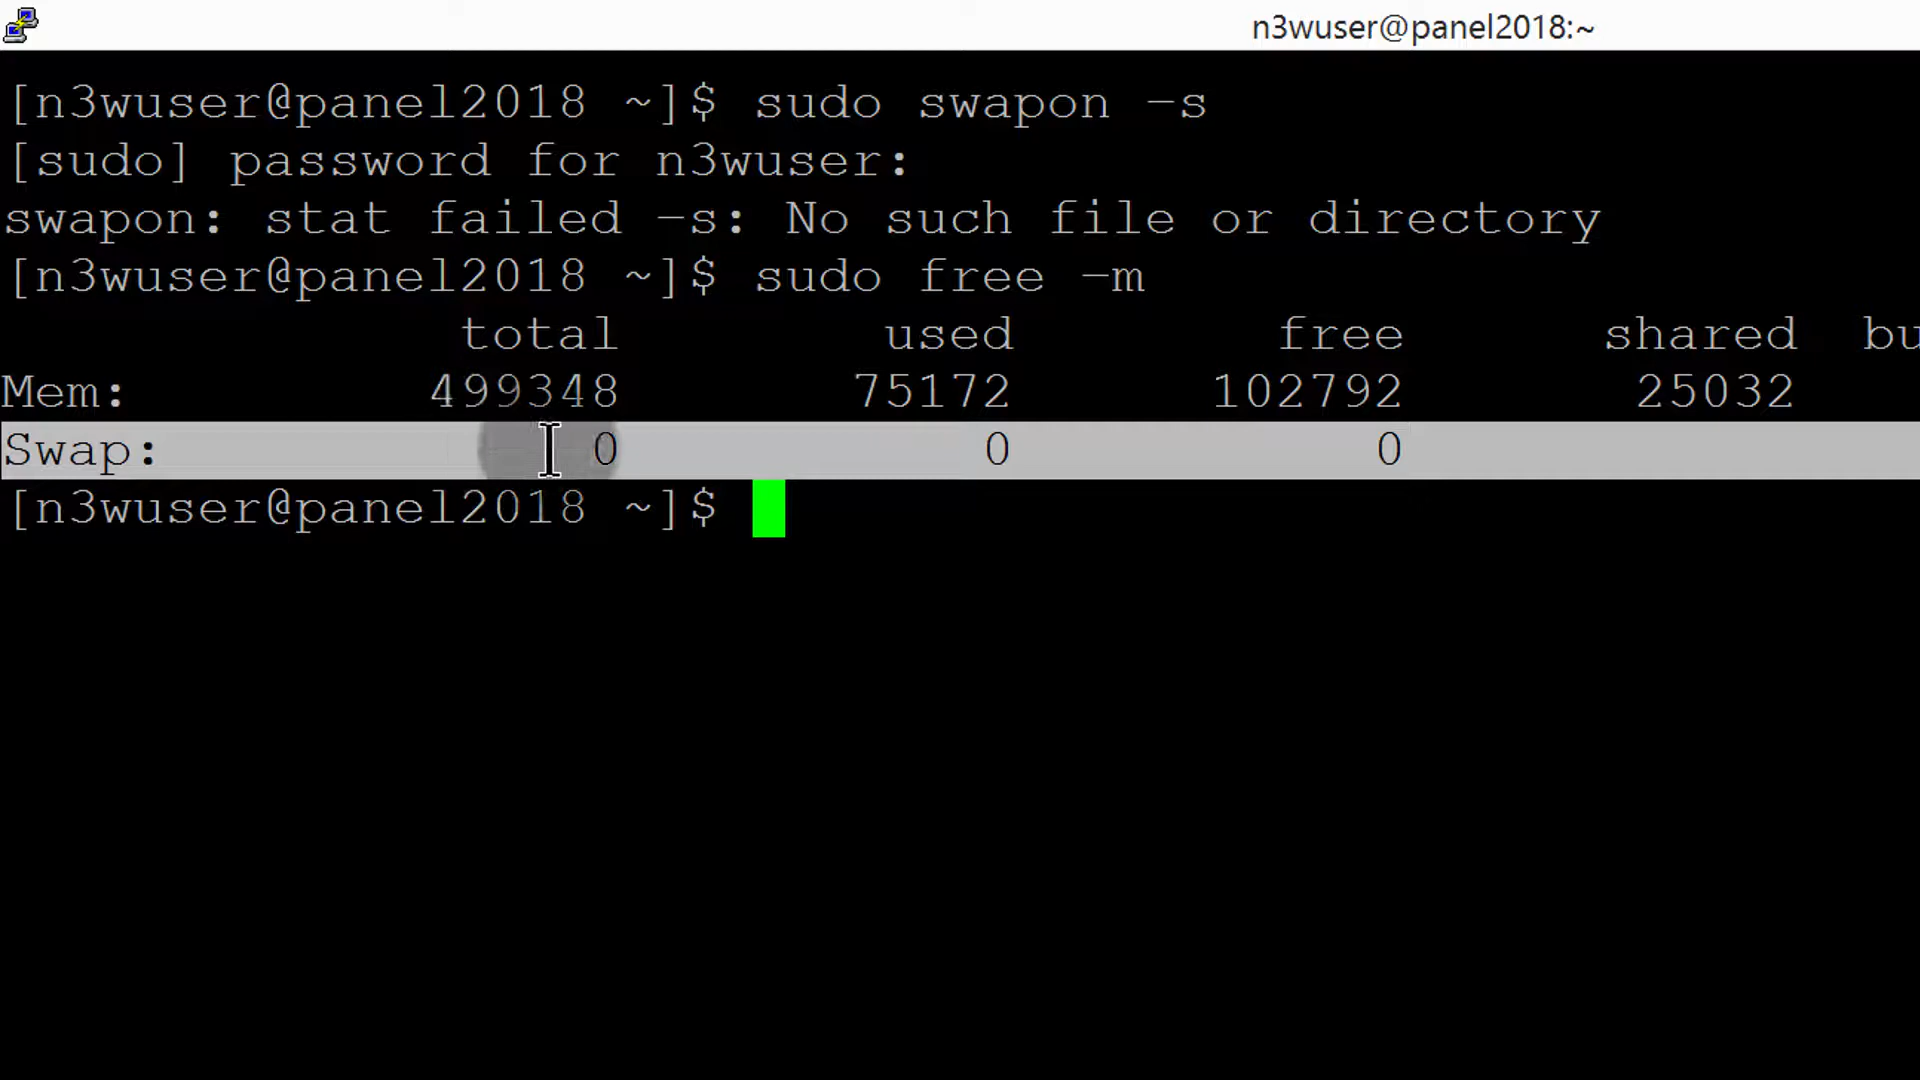 n3wuser@panel2018:~
[n3wuser@panel2018 ~]$ sudo swapon –s
[sudo] password for n3wuser:
swapon: stat failed –s: No such file or directory
[n3wuser@panel2018 ~]$ sudo free –m
total used free shared bu
Mem: 499348 75172 102792 25032
Swap: 0 0 0
[n3wuser@panel2018 ~]$